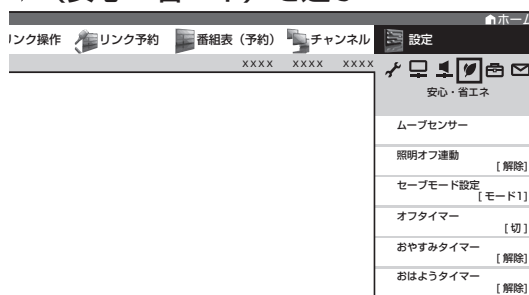 ホーム
リンク操作 リンク予約 番組表（予約） チャンネル 設定
xxxx xxxx xxxx
安心・省エネ
ムーブセンサー
照明オフ連動
[解除]
セーブモード設定
[モード1]
オフタイマー
[切]
おやすみタイマー
[解除]
おはようタイマー
[解除]